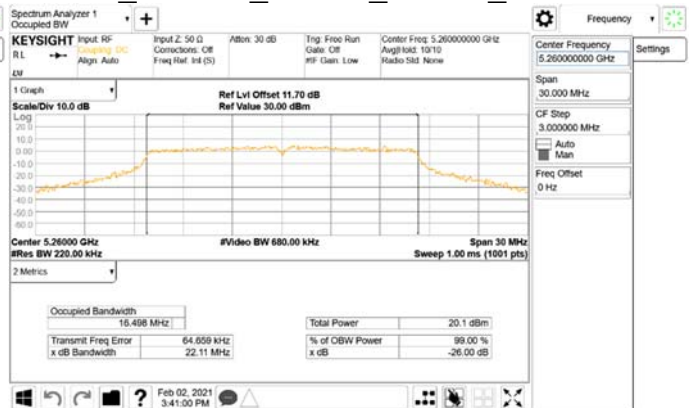 Spectrum Analyzer 1
Occupied BW
+
Frequency
KEYSIGHT Input: RF Input Z: 50 Ω Atten: 30 dB Trig: Free Run Center Freq: 5.260000000 GHz
RL Coupling: DC Corrections: Off Gate: Off Avg|Hold: 10/10
Align: Auto Freq Ref: Int (S) #IF Gain: Low Radio Std: None
LXI
Center Frequency
5.260000000 GHz
Settings
Span
30.000 MHz
CF Step
3.000000 MHz
Auto
Man
Freq Offset
0 Hz
1 Graph
Ref Lvl Offset 11.70 dB
Scale/Div 10.0 dB Ref Value 30.00 dBm
Log
20.0
10.0
0.00
-10.0
-20.0
-30.0
-40.0
-50.0
-60.0
Center 5.26000 GHz #Video BW 680.00 kHz Span 30 MHz
#Res BW 220.00 kHz Sweep 1.00 ms (1001 pts)
2 Metrics
Occupied Bandwidth
16.498 MHz Total Power 20.1 dBm
Transmit Freq Error 64.659 kHz % of OBW Power 99.00 %
x dB Bandwidth 22.11 MHz x dB -26.00 dB
? Feb 02, 2021
3:41:00 PM